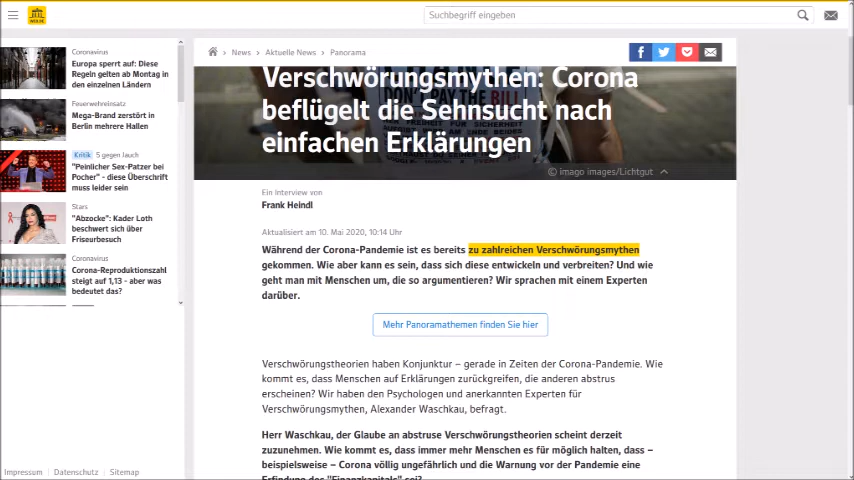 WOLKE
Suchbegriff eingeben
Coronavirus
Europa sperrt auf: Diese
Regeln gelten ab Montag in
den einzelnen Ländern
Feuerwehreinsatz
Mega-Brand zerstört in
Berlin mehrere Hallen
Kritik 5 gegen Jauch
"Peinlicher Sex-Patzer bei
Pocher" - diese Überschrift
muss leider sein
Stars
"Abzocke": Kader Loth
beschwert sich über
Friseurbesuch
Coronavirus
Corona-Reproduktionszahl
steigt auf 1,13 - aber was
bedeutet das?
Impressum | Datenschutz | Sitemap
News › Aktuelle News › Panorama
DON'T PAY THE BILL
Verschwörungsmythen: Corona
beflügelt die Sehnsucht nach
einfachen Erklärungen
© imago images/Lichtgut
Ein Interview von
Frank Heindl
Aktualisiert am 10. Mai 2020, 10:14 Uhr
Während der Corona-Pandemie ist es bereits zu zahlreichen Verschwörungsmythen
gekommen. Wie aber kann es sein, dass sich diese entwickeln und verbreiten? Und wie
geht man mit Menschen um, die so argumentieren? Wir sprachen mit einem Experten
darüber.
Mehr Panoramathemen finden Sie hier
Verschwörungstheorien haben Konjunktur – gerade in Zeiten der Corona-Pandemie. Wie
kommt es, dass Menschen auf Erklärungen zurückgreifen, die anderen abstrus
erscheinen? Wir haben den Psychologen und anerkannten Experten für
Verschwörungsmythen, Alexander Waschkau, befragt.
Herr Waschkau, der Glaube an abstruse Verschwörungstheorien scheint derzeit
zuzunehmen. Wie kommt es, dass immer mehr Menschen es für möglich halten, dass –
beispielsweise – Corona völlig ungefährlich und die Warnung vor der Pandemie eine
Erfindung des "Finanzkapitals" sei?